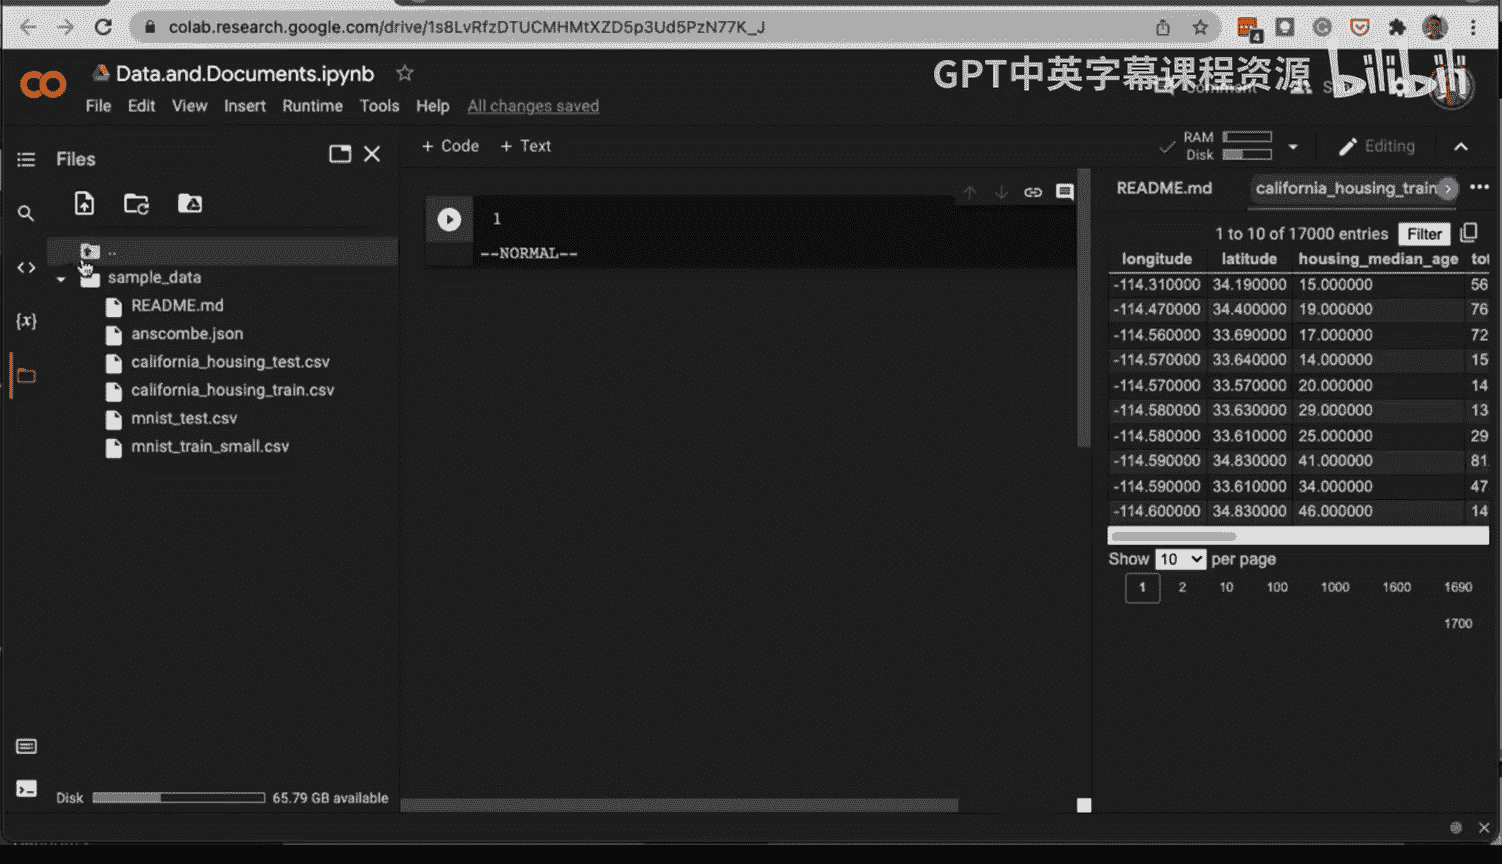 colab.research.google.com/drive/1s8LvRfzDTUCMHMtXZD5p3Ud5PzN77K_J
4
Data.and.Documents.ipynb
GPT中英字幕课程资源 bilibili
File Edit View Insert Runtime Tools Help All changes saved
Files
+ Code + Text
RAM
Disk
Editing
..
sample_data
README.md
anscombe.json
california_housing_test.csv
california_housing_train.csv
mnist_test.csv
mnist_train_small.csv
{x}
Disk 65.79 GB available
1
--NORMAL--
README.md california_housing_train
1 to 10 of 17000 entries Filter
longitude latitude housing_median_age tot
-114.310000 34.190000 15.000000 56
-114.470000 34.400000 19.000000 76
-114.560000 33.690000 17.000000 72
-114.570000 33.640000 14.000000 15
-114.570000 33.570000 20.000000 14
-114.580000 33.630000 29.000000 13
-114.580000 33.610000 25.000000 29
-114.590000 34.830000 41.000000 81
-114.590000 33.610000 34.000000 47
-114.600000 34.830000 46.000000 14
Show 10 per page
1 2 10 100 1000 1600 1690
1700